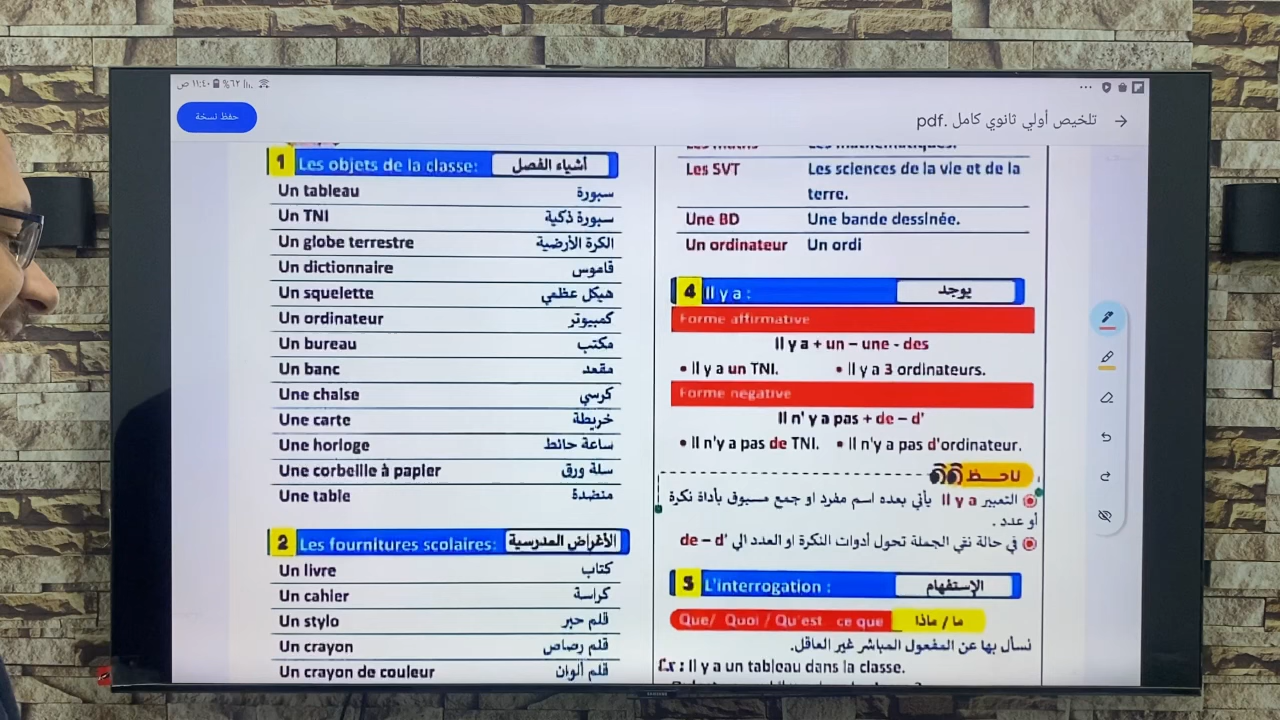 ١١:٤٠ ص ٦٢%
تلخيص أولي ثانوي كامل .pdf
حفظ نسخة
1 Les objets de la classe: أشياء الفصل
Un tableau سبورة
Un TNI سبورة ذكية
Un globe terrestre الكرة الأرضية
Un dictionnaire قاموس
Un squelette هيكل عظمي
Un ordinateur كمبيوتر
Un bureau مكتب
Un banc مقعد
Une chaise كرسي
Une carte خريطة
Une horloge ساعة حائط
Une corbeille à papier سلة ورق
Une table منضدة
2 Les fournitures scolaires: الأغراض المدرسية
Un livre كتاب
Un cahier كراسة
Un stylo قلم حبر
Un crayon قلم رصاص
Un crayon de couleur قلم ألوان
Les maths Les mathématiques.
Les SVT Les sciences de la vie et de la
terre.
Une BD Une bande dessinée.
Un ordinateur Un ordi
4 Il y a : يوجد
Forme affirmative
Il y a + un – une - des
• Il y a un TNI. • Il y a 3 ordinateurs.
Forme négative
Il n' y a pas + de – d'
• Il n'y a pas de TNI. • Il n'y a pas d'ordinateur.
لاحظ
التعبير Il y a يأتي بعده اسم مفرد او جمع مسبوق بأداة نكرة
أو عدد .
في حالة نفي الجملة تحول أدوات النكرة او العدد الي de – d'
5 L'interrogation : الإستفهام
Que/ Quoi / Qu'est ce que ما / ماذا
نسأل بها عن المفعول المباشر غير العاقل.
Ex : Il y a un tableau dans la classe.
SAMSUNG